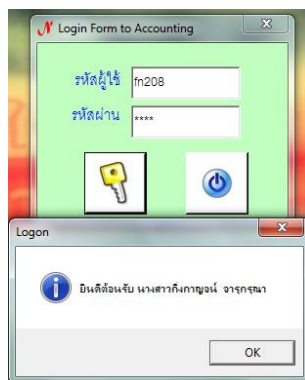 Login Form to Accounting
รหัสผู้ใช้ fn208
รหัสผ่าน ****
Logon
ยินดีต้อนรับ นางสาวกิ่งกาญจน์ จารุกรุณา
OK